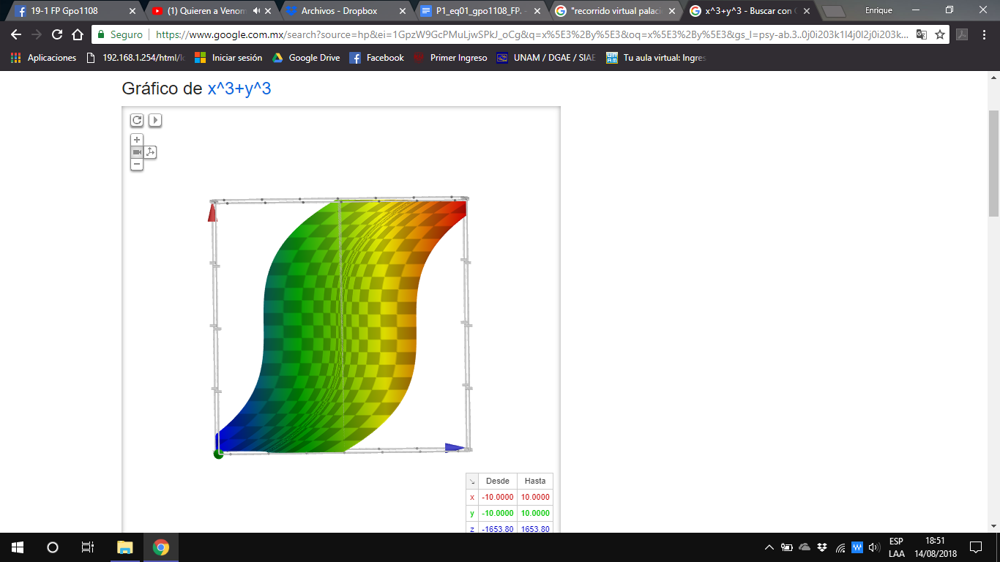 19-1 FP Gpo1108
(1) Quieren a Venom
Archivos - Dropbox
P1_eq01_gpo1108_FP. -
"recorrido virtual palaci
x^3+y^3 - Buscar con
Enrique
Seguro
https://www.google.com.mx/search?source=hp&ei=1GpzW9GcPMuLjwSPkJ_oCg&q=x%5E3%2By%5E3&oq=x%5E3%2By%5E3&gs_l=psy-ab.3..0j0i203k1l4j0l2j0i203k...
Aplicaciones
192.168.1.254/html/l
Iniciar sesión
Google Drive
Facebook
Primer Ingreso
UNAM / DGAE / SIAE
Tu aula virtual: Ingres
Gráfico de x^3+y^3
Desde Hasta
x -10.0000 10.0000
y -10.0000 10.0000
z -1653.80 1653.80
ESP
LAA
18:51
14/08/2018